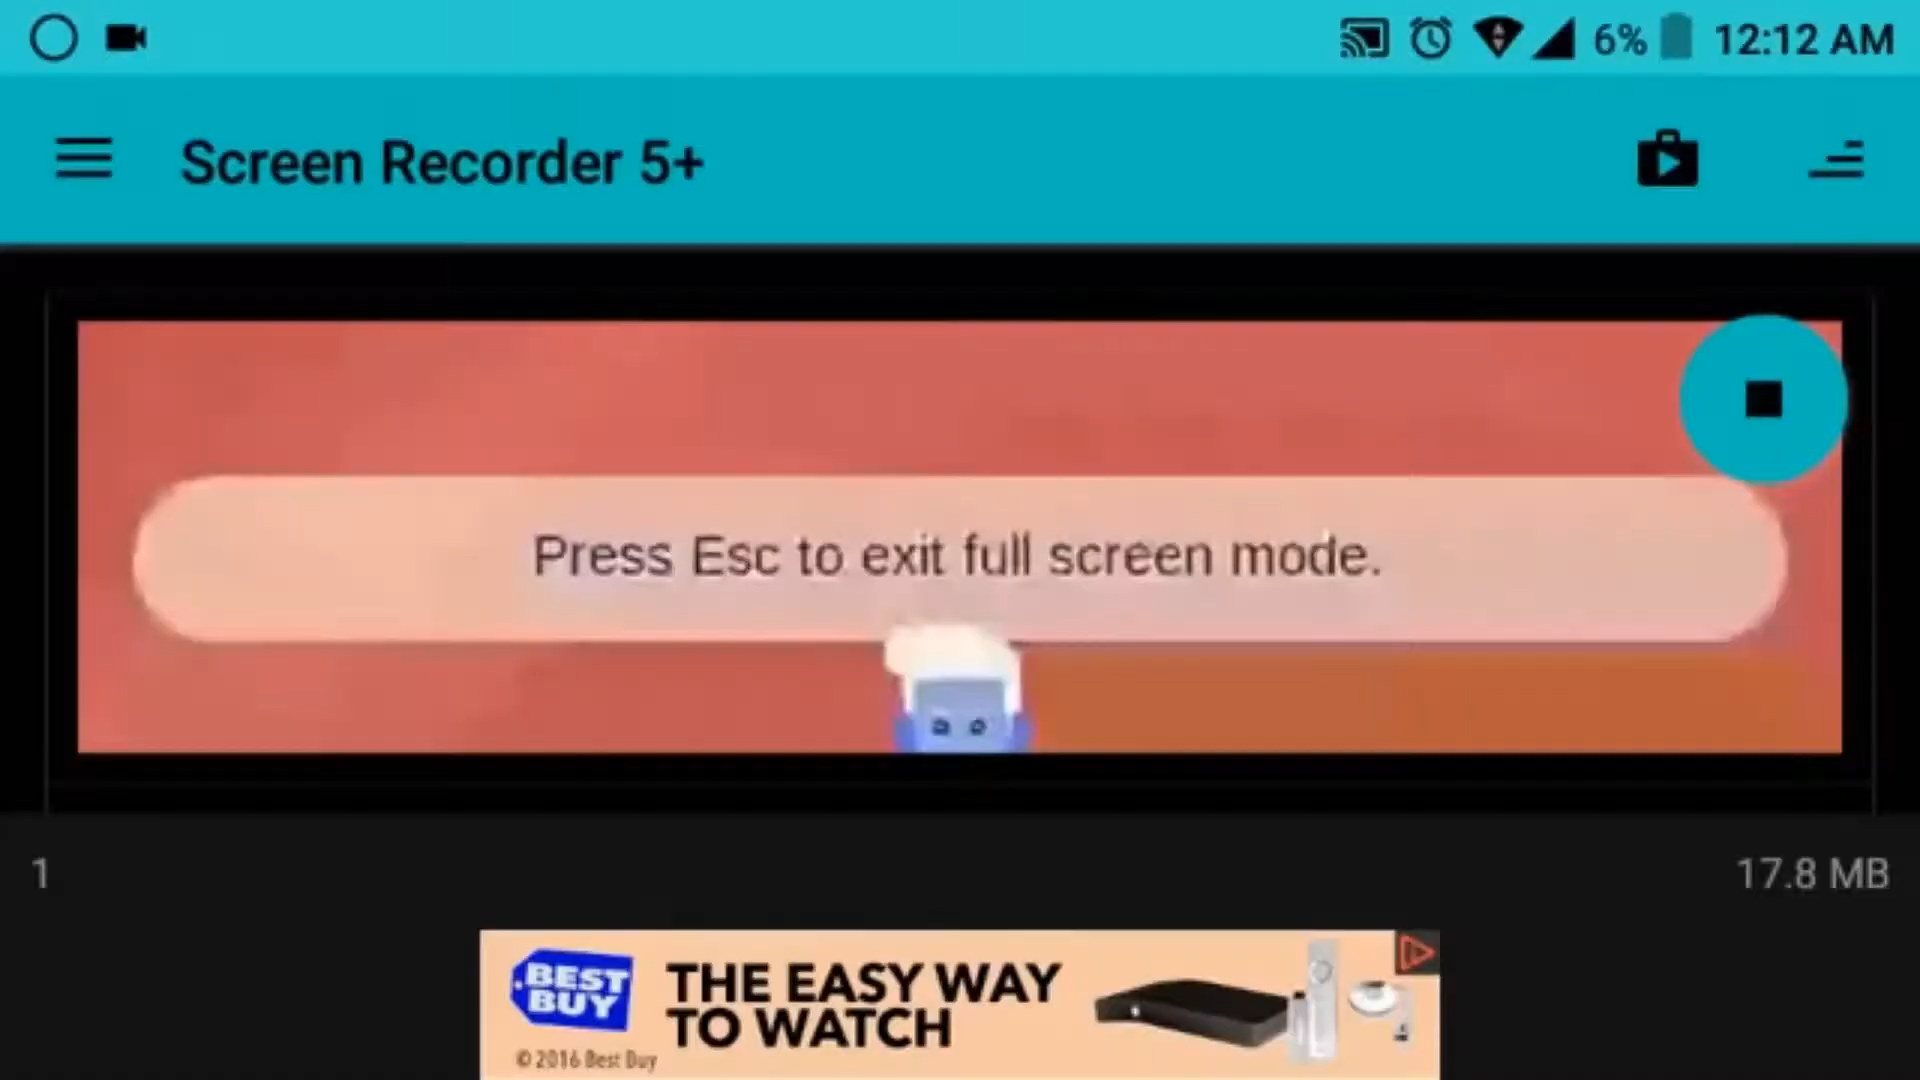 6% 12:12 AM
Screen Recorder 5+
Press Esc to exit full screen mode.
1
17.8 MB
BEST
BUY
THE EASY WAY
TO WATCH
© 2016 Best Buy